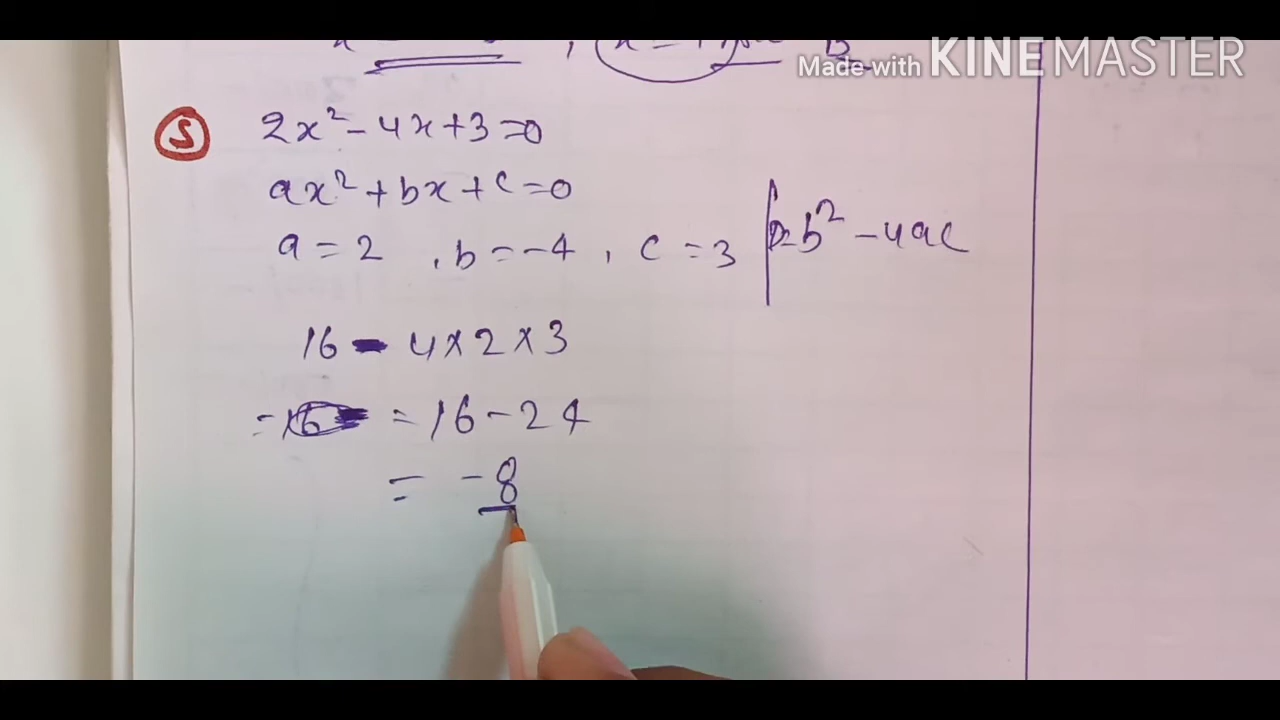 Made with KINEMASTER
5 2x² - 4x + 3 = 0
ax² + bx + c = 0
a = 2 , b = -4 , c = 3 D = b² - 4ac
16 - 4 × 2 × 3
= 16 - = 16 - 24
= -8